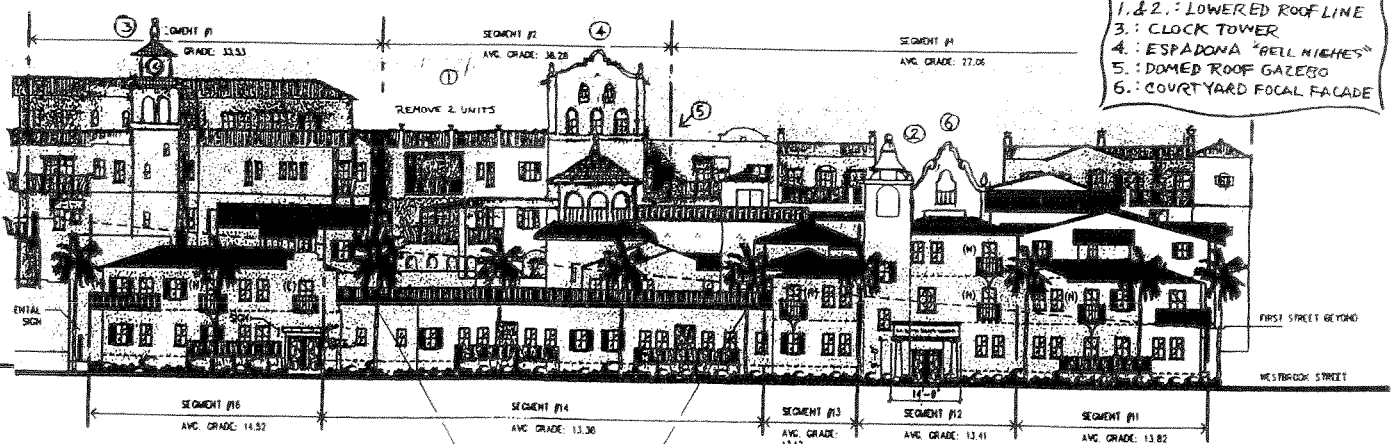 1.&2.: LOWERED ROOF LINE
3.: CLOCK TOWER
4.: ESPADONA "BELL NICHES"
5.: DOMED ROOF GAZEBO
6.: COURTYARD FOCAL FACADE
3
SEGMENT #1
GRADE: 33.53
SEGMENT #2
AVG. GRADE: 38.28
4
SEGMENT #4
AVG. GRADE: 27.06
1
REMOVE 2 UNITS
5
2
6
(N)
(E)
(N)
(N)
(N)
(N)
SIGN
SIGN
FIRST STREET BEYOND
WESTBROOK STREET
14'-0"
SEGMENT #14
AVG. GRADE: 13.36
SEGMENT #13
AVG. GRADE:
SEGMENT #12
AVG. GRADE: 13.41
SEGMENT #11
AVG. GRADE: 13.82
AVG. GRADE: 14.52